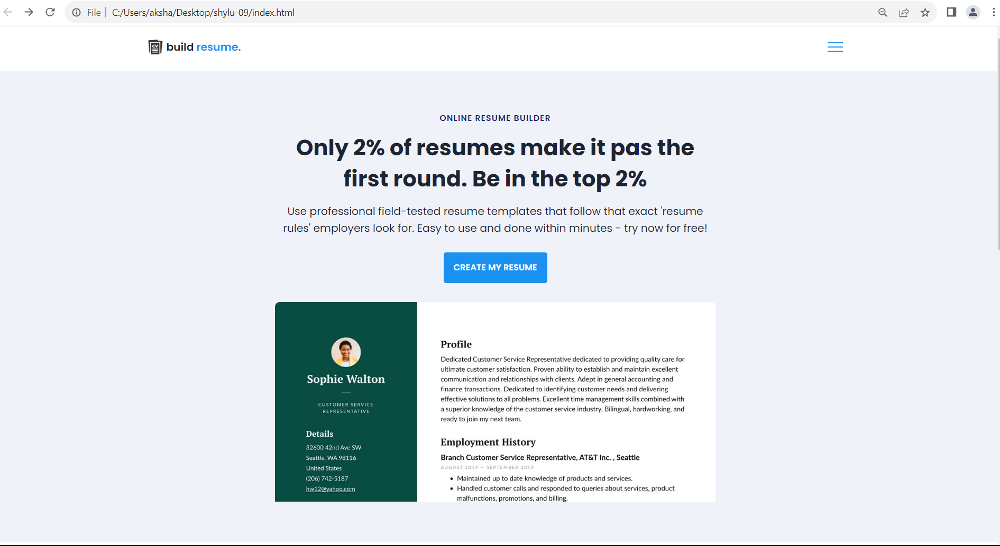 File | C:/Users/aksha/Desktop/shylu-09/index.html
CV build resume.
ONLINE RESUME BUILDER
Only 2% of resumes make it pas the
first round. Be in the top 2%
Use professional field-tested resume templates that follow that exact 'resume
rules' employers look for. Easy to use and done within minutes - try now for free!
CREATE MY RESUME
Sophie Walton
CUSTOMER SERVICE
REPRESENTATIVE
Details
32600 42nd Ave SW
Seattle, WA 98116
United States
(206) 742-5187
hw12@yahoo.com
Profile
Dedicated Customer Service Representative dedicated to providing quality care for
ultimate customer satisfaction. Proven ability to establish and maintain excellent
communication and relationships with clients. Adept in general accounting and
finance transactions. Dedicated to identifying customer needs and delivering
effective solutions to all problems. Excellent time management skills combined with
a superior knowledge of the customer service industry. Bilingual, hardworking, and
ready to join my next team.
Employment History
Branch Customer Service Representative, AT&T Inc. , Seattle
AUGUST 2014 — SEPTEMBER 2019
• Maintained up to date knowledge of products and services.
• Handled customer calls and responded to queries about services, product
malfunctions, promotions, and billing.